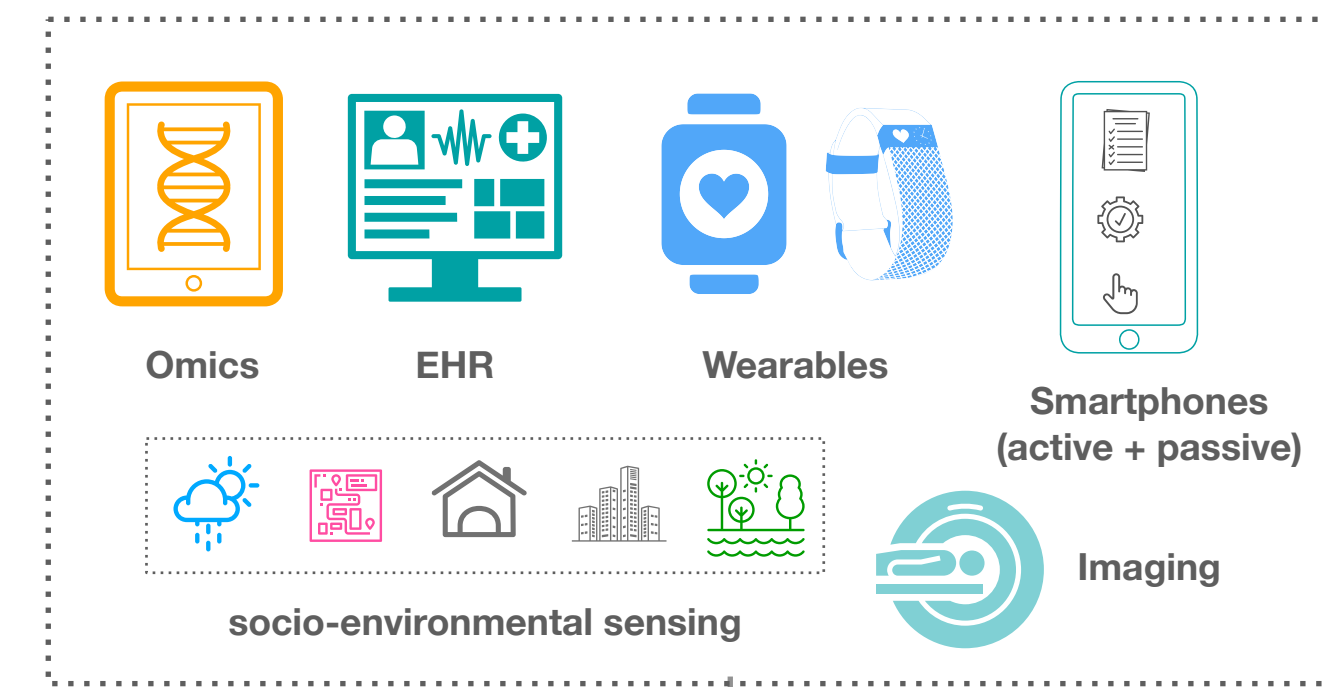 Omics
EHR
Wearables
Smartphones
(active + passive)
socio-environmental sensing
Imaging